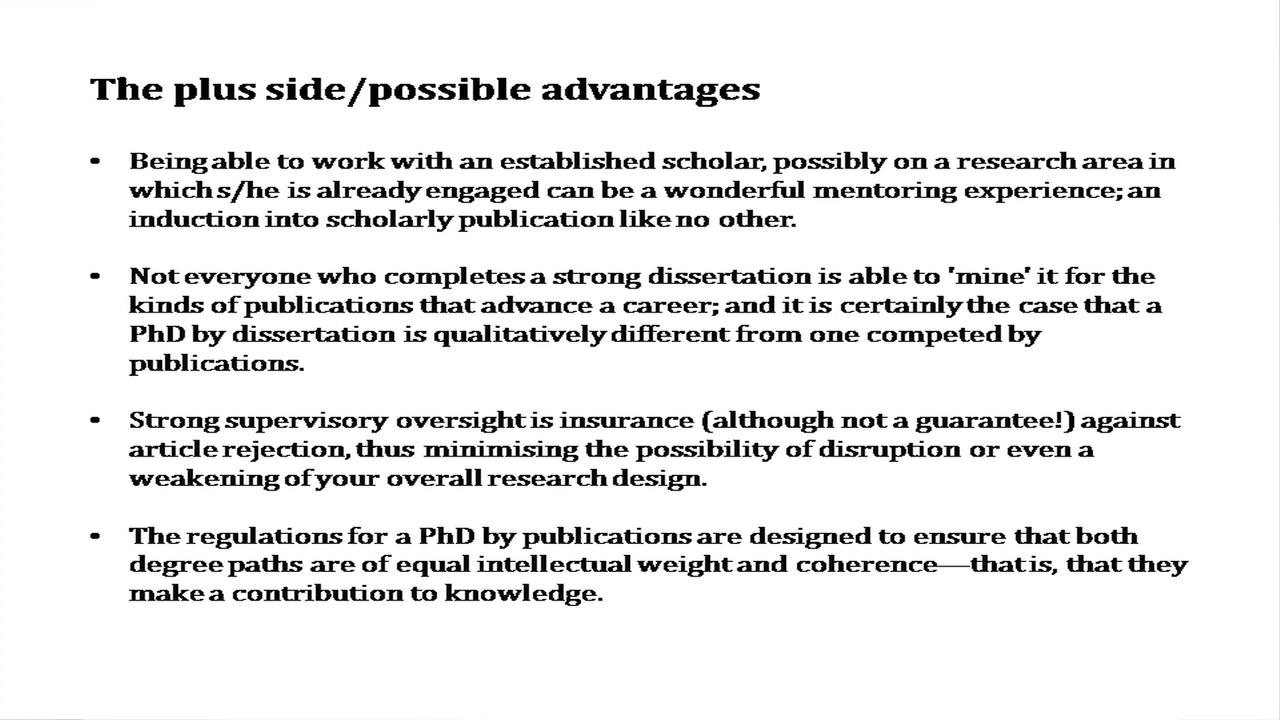 The plus side/possible advantages
• Being able to work with an established scholar, possibly on a research area in
which s/he is already engaged can be a wonderful mentoring experience; an
induction into scholarly publication like no other.
• Not everyone who completes a strong dissertation is able to 'mine' it for the
kinds of publications that advance a career; and it is certainly the case that a
PhD by dissertation is qualitatively different from one competed by
publications.
• Strong supervisory oversight is insurance (although not a guarantee!) against
article rejection, thus minimising the possibility of disruption or even a
weakening of your overall research design.
• The regulations for a PhD by publications are designed to ensure that both
degree paths are of equal intellectual weight and coherence—that is, that they
make a contribution to knowledge.